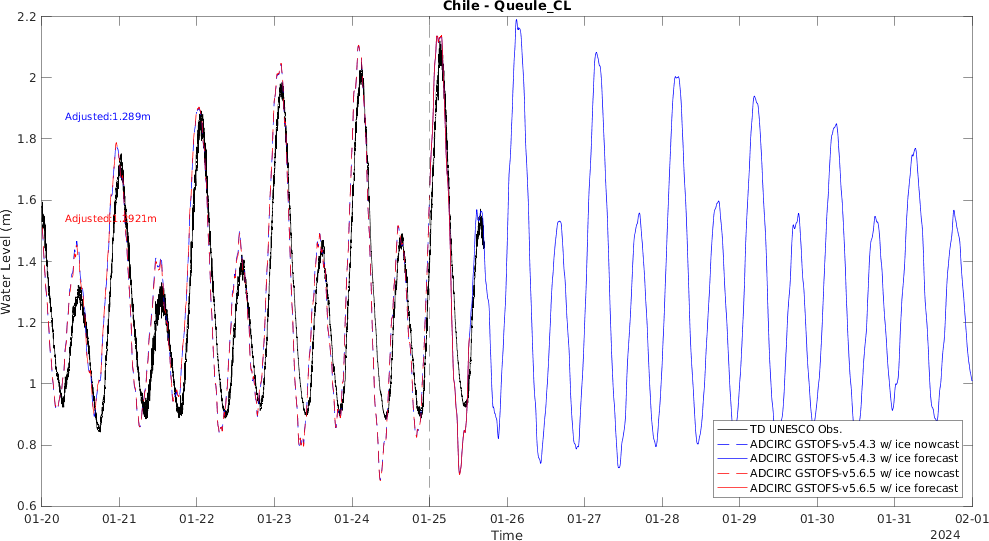 Chile - Queule_CL
2.2
2
1.8
1.6
1.4
1.2
1
0.8
0.6
Water Level (m)
Adjusted:1.289m
Adjusted:1.2921m
TD UNESCO Obs.
ADCIRC GSTOFS-v5.4.3 w/ ice nowcast
ADCIRC GSTOFS-v5.4.3 w/ ice forecast
ADCIRC GSTOFS-v5.6.5 w/ ice nowcast
ADCIRC GSTOFS-v5.6.5 w/ ice forecast
01-20 01-21 01-22 01-23 01-24 01-25 01-26 01-27 01-28 01-29 01-30 01-31 02-01
Time
2024